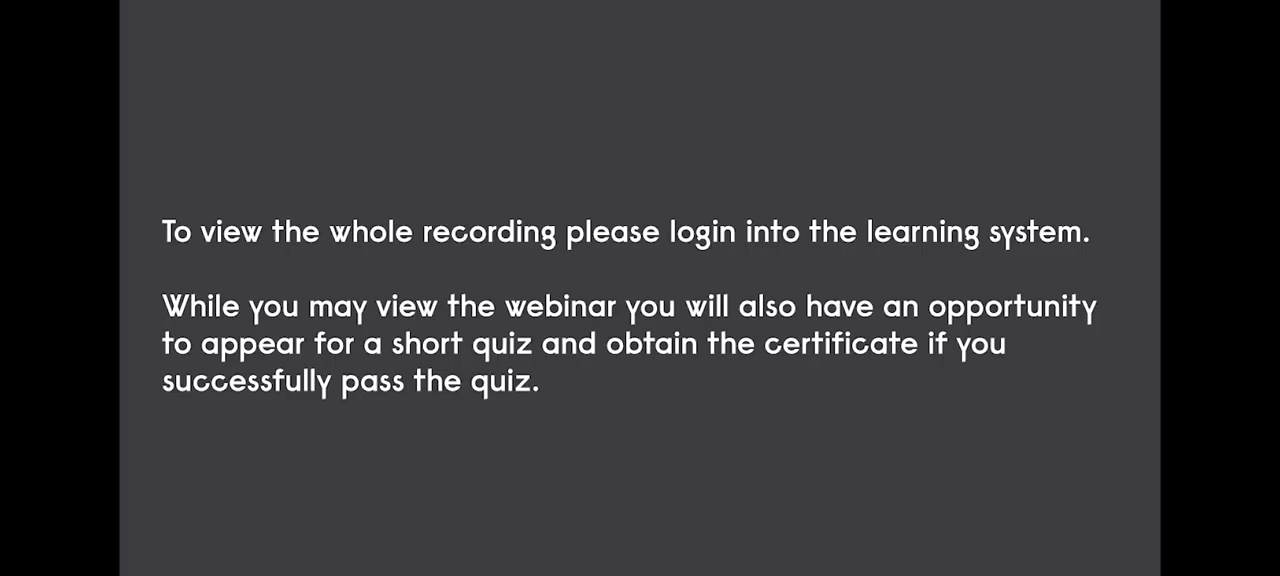 To view the whole recording please login into the learning system.
While you may view the webinar you will also have an opportunity
to appear for a short quiz and obtain the certificate if you
successfully pass the quiz.